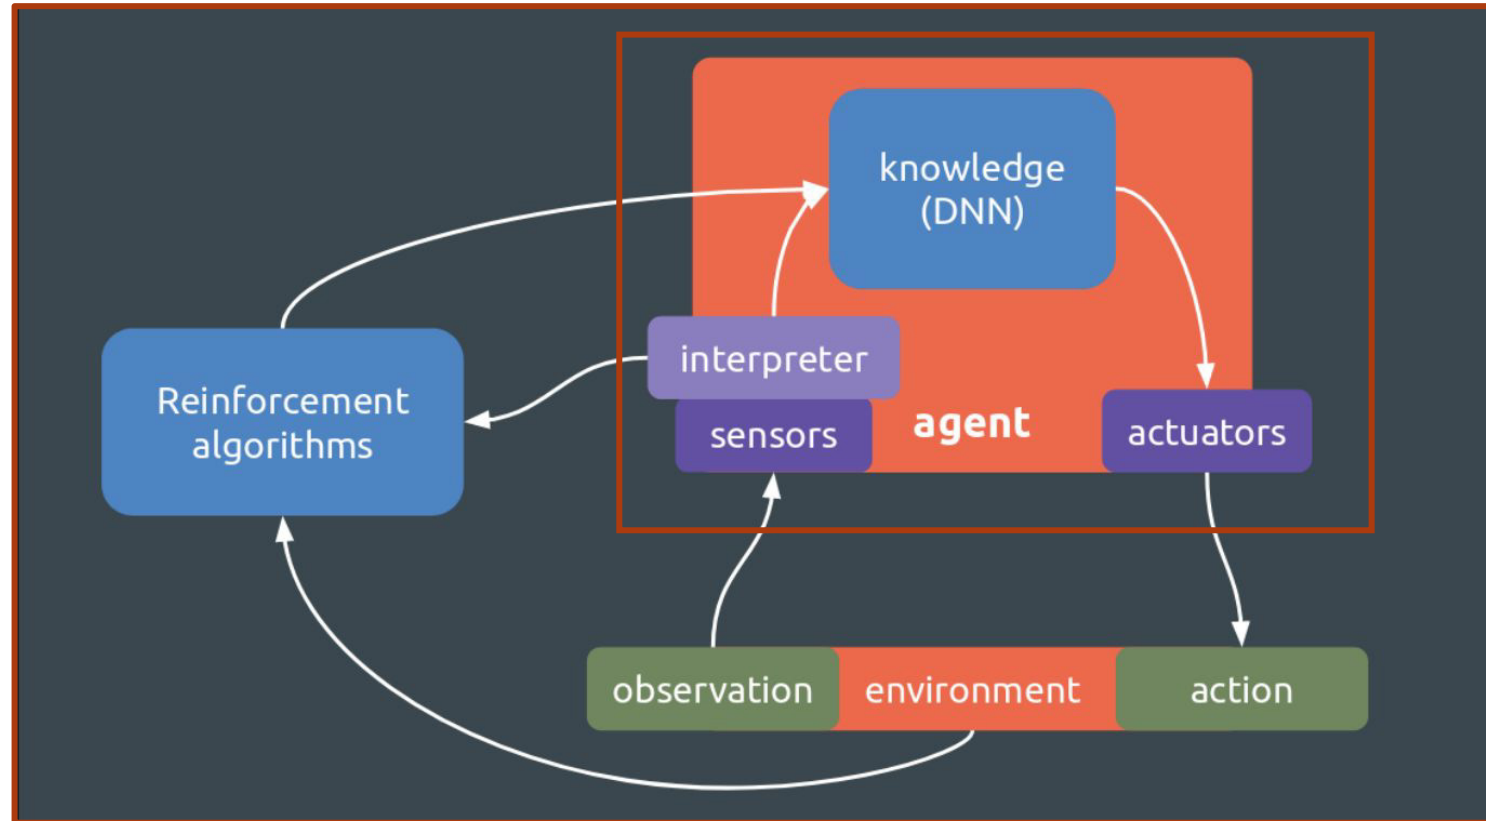 knowledge
(DNN)
interpreter
Reinforcement
algorithms
sensors
agent
actuators
observation
environment
action